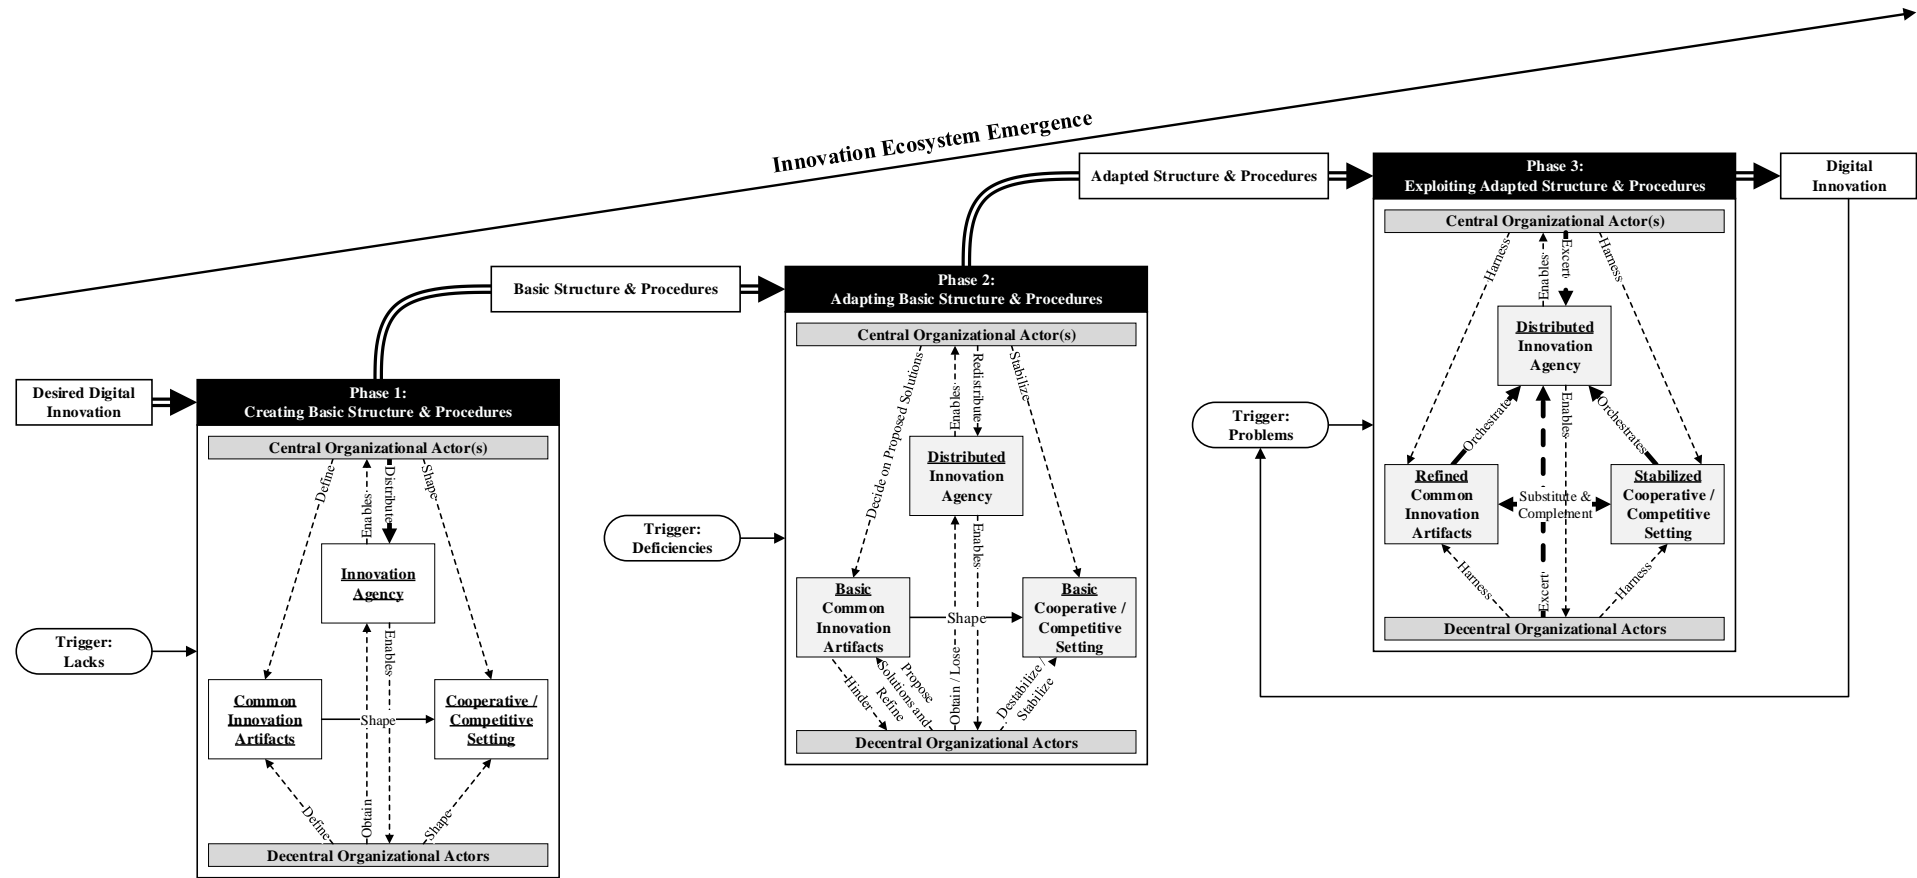 Innovation Ecosystem Emergence
Desired Digital
Innovation
Phase 1:
Creating Basic Structure & Procedures
Central Organizational Actor(s)
Define
Enables
Distribute
Shape
Innovation
Agency
Enables
Trigger:
Lacks
Common
Innovation
Artifacts
Shape
Cooperative /
Competitive
Setting
Define
Obtain
Shape
Decentral Organizational Actors
Basic Structure & Procedures
Phase 2:
Adapting Basic Structure & Procedures
Central Organizational Actor(s)
Decide on Proposed Solutions
Enables
Redistribute
Stabilize
Distributed
Innovation
Agency
Enables
Trigger:
Deficiencies
Basic
Common
Innovation
Artifacts
Shape
Basic
Cooperative /
Competitive
Setting
Hinder
Propose
Solutions and
Refine
Obtain / Lose
Destabilize /
Stabilize
Decentral Organizational Actors
Adapted Structure & Procedures
Phase 3:
Exploiting Adapted Structure & Procedures
Central Organizational Actor(s)
Harness
Enables
Excert
Harness
Distributed
Innovation
Agency
Orchestrate
Enables
Orchestrates
Trigger:
Problems
Refined
Common
Innovation
Artifacts
Substitute &
Complement
Stabilized
Cooperative /
Competitive
Setting
Harness
Excert
Harness
Decentral Organizational Actors
Digital
Innovation